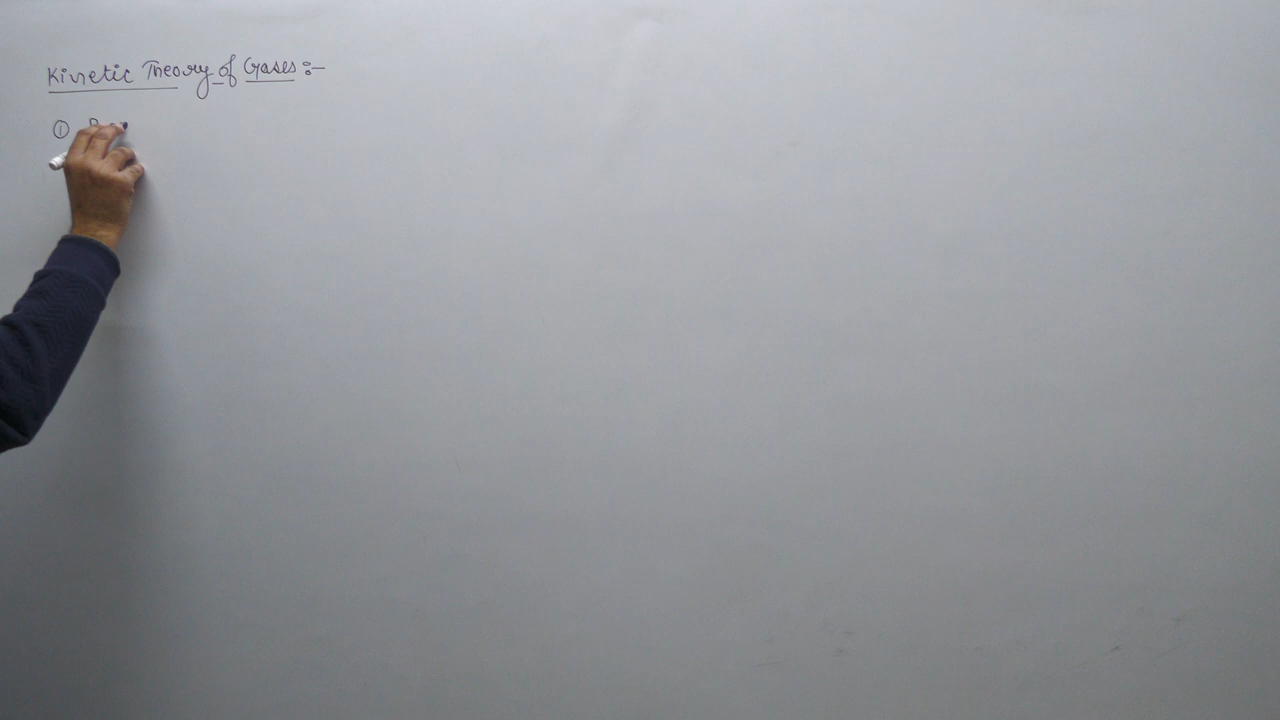 Kinetic Theory of Gases :-
①